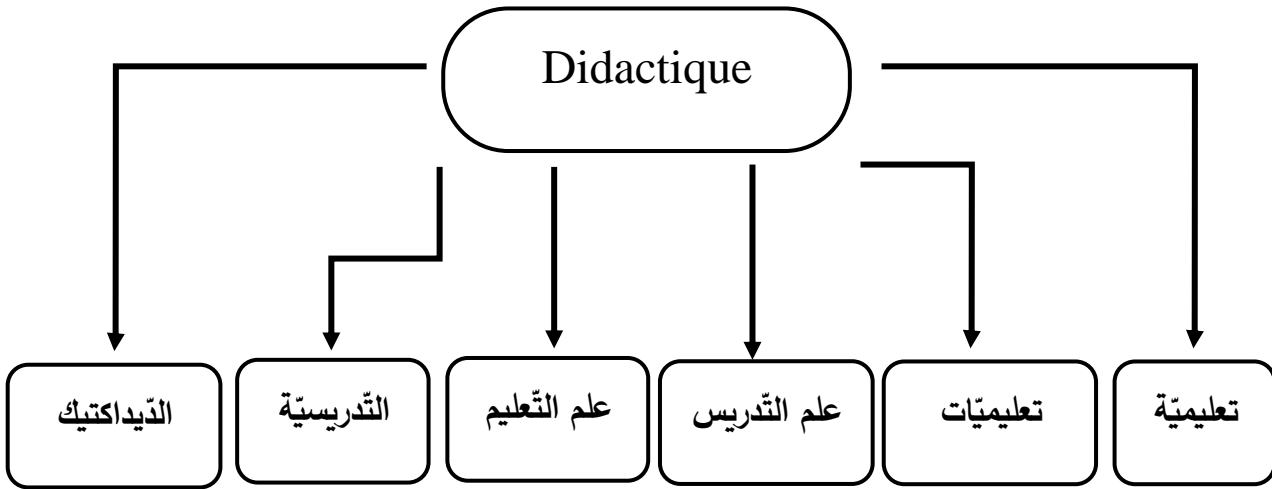 Didactique
تعليميّة
تعليميّات
علم التّدريس
علم التّعليم
التّدريسيّة
الدّيداكتيك